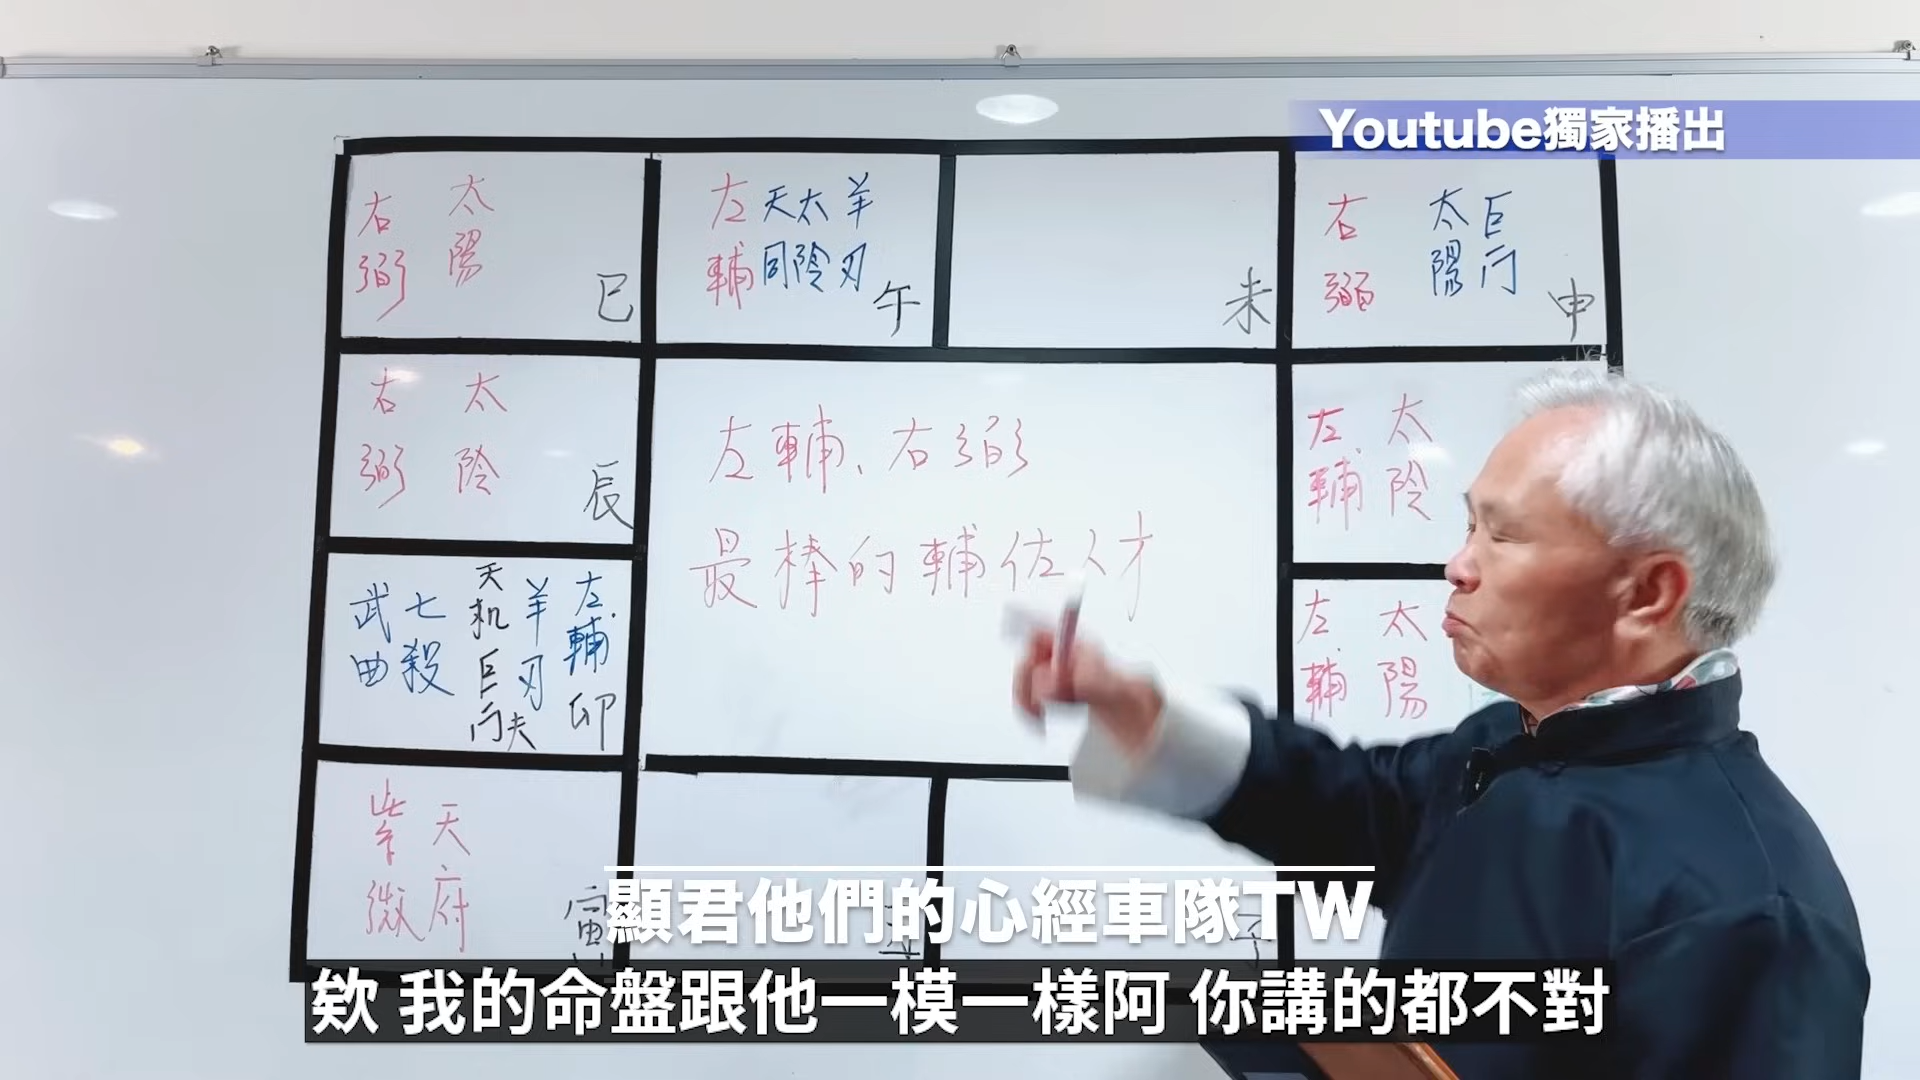 Youtube獨家播出
右弼 太陽 巳
左輔 天同 太陰 羊刃 午
未
右弼 太陽 巨門 申
右弼 太陰 辰
左輔、右弼
最棒的輔佐人才
左輔 太陰
武曲 七殺 天机 巨門 夫 羊刃 左輔 卯
左輔 太陽
紫微 天府 寅
顯君他們的心經車隊TW
欸 我的命盤跟他一模一樣阿 你講的都不對